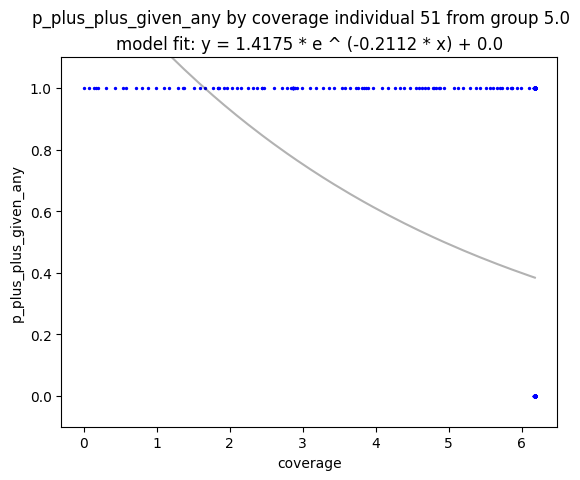 p_plus_plus_given_any by coverage individual 51 from group 5.0
model fit: y = 1.4175 * e ^ (-0.2112 * x) + 0.0
1.0
0.8
0.6
0.4
0.2
0.0
p_plus_plus_given_any
0 1 2 3 4 5 6
coverage